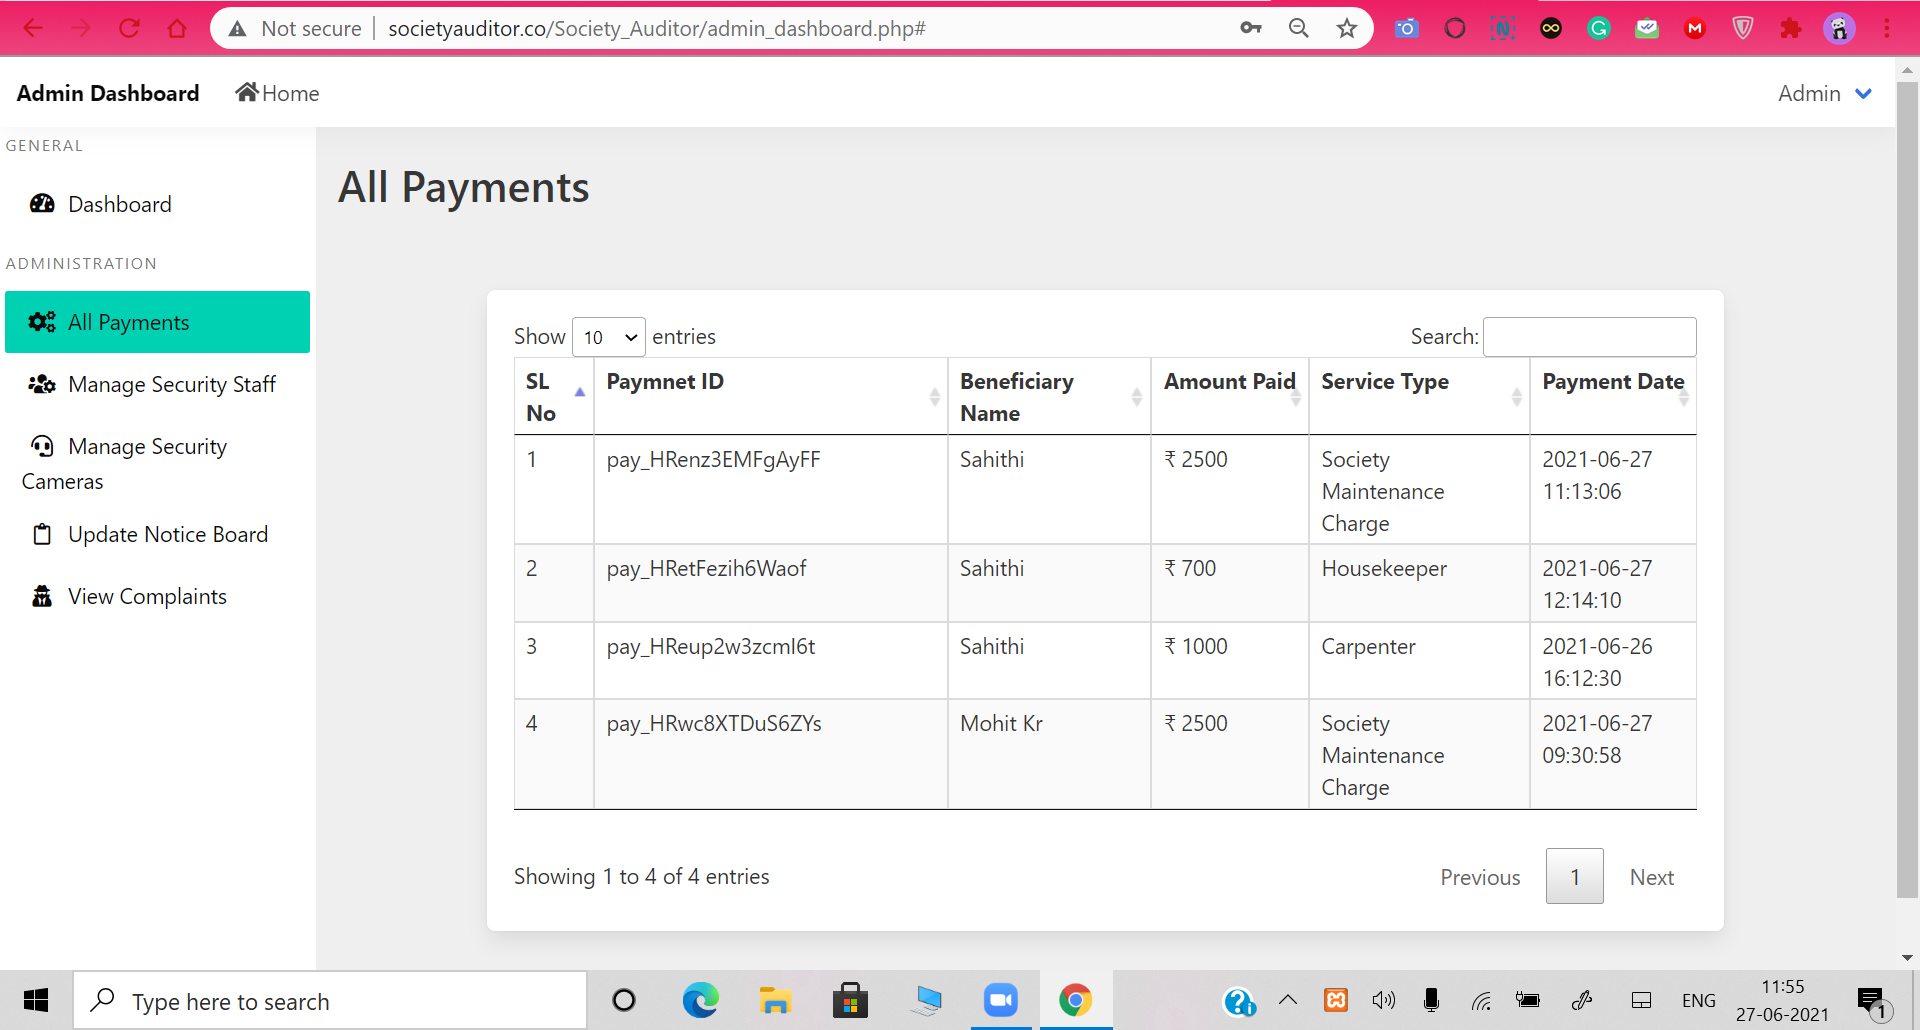 Not secure societyauditor.co/Society_Auditor/admin_dashboard.php#
Admin Dashboard Home Admin
GENERAL
Dashboard
ADMINISTRATION
All Payments
Manage Security Staff
Manage Security
Cameras
Update Notice Board
View Complaints
All Payments
Show 10 entries Search:
SL
No
Paymnet ID
Beneficiary
Name
Amount Paid
Service Type
Payment Date
1
pay_HRenz3EMFgAyFF
Sahithi
₹ 2500
Society
Maintenance
Charge
2021-06-27
11:13:06
2
pay_HRetFezih6Waof
Sahithi
₹ 700
Housekeeper
2021-06-27
12:14:10
3
pay_HReup2w3zcml6t
Sahithi
₹ 1000
Carpenter
2021-06-26
16:12:30
4
pay_HRwc8XTDuS6ZYs
Mohit Kr
₹ 2500
Society
Maintenance
Charge
2021-06-27
09:30:58
Showing 1 to 4 of 4 entries
Previous 1 Next
Type here to search
ENG
11:55
27-06-2021
1